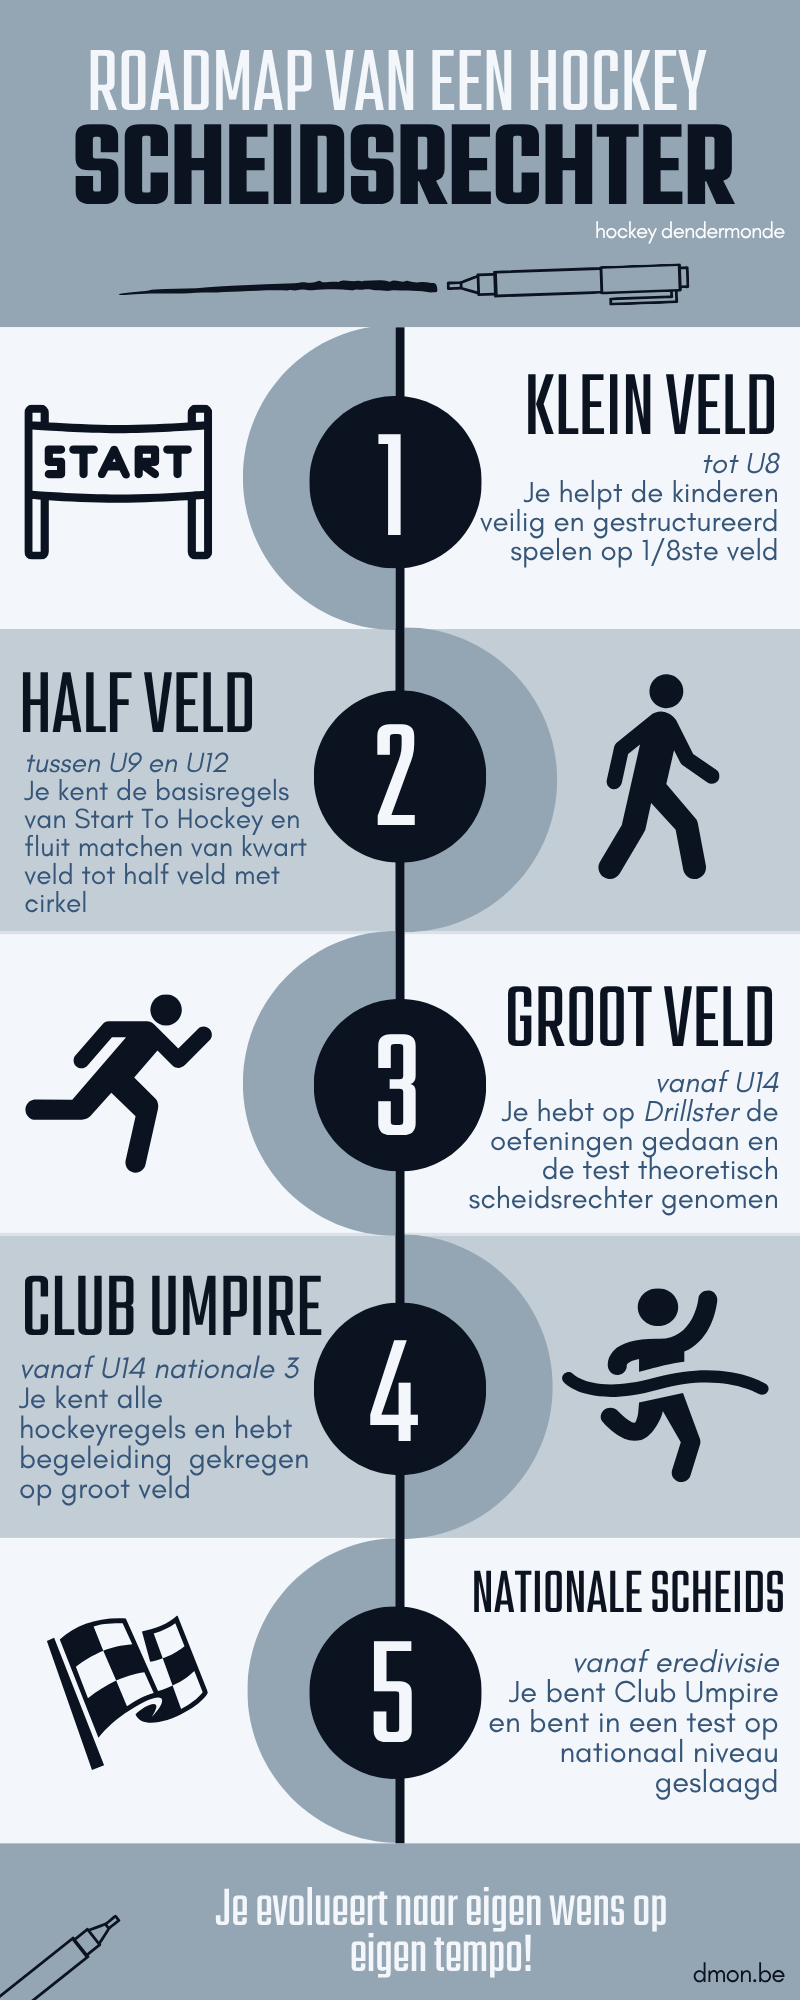 ROADMAP VAN EEN HOCKEY
SCHEIDSRECHTER
hockey dendermonde
START
1
KLEIN VELD
tot U8
Je helpt de kinderen
veilig en gestructureerd
spelen op 1/8ste veld
HALF VELD
tussen U9 en U12
Je kent de basisregels
van Start To Hockey en
fluit matchen van kwart
veld tot half veld met
cirkel
2
3
GROOT VELD
vanaf U14
Je hebt op Drillster de
oefeningen gedaan en
de test theoretisch
scheidsrechter genomen
CLUB UMPIRE
vanaf U14 nationale 3
Je kent alle
hockeyregels en hebt
begeleiding gekregen
op groot veld
4
5
NATIONALE SCHEIDS
vanaf eredivisie
Je bent Club Umpire
en bent in een test op
nationaal niveau
geslaagd
Je evolueert naar eigen wens op
eigen tempo!
dmon.be